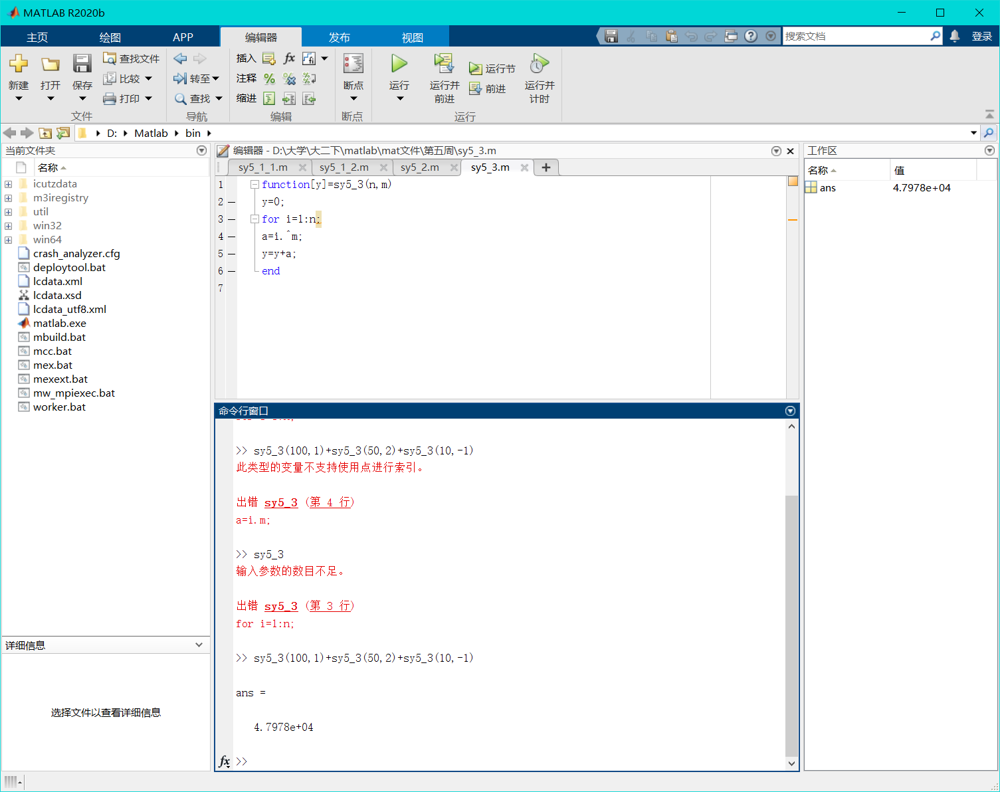 MATLAB R2020b
主页 绘图 APP 编辑器 发布 视图 搜索文档 登录
新建 打开 保存 查找文件 比较 打印 转至 查找 插入 fx 注释 缩进 断点 运行 运行并前进 运行节 前进 运行并计时
文件 导航 编辑 断点 运行
D: Matlab bin
当前文件夹
名称
icutzdata
m3iregistry
util
win32
win64
crash_analyzer.cfg
deploytool.bat
lcdata.xml
lcdata.xsd
lcdata_utf8.xml
matlab.exe
mbuild.bat
mcc.bat
mex.bat
mexext.bat
mw_mpiexec.bat
worker.bat
详细信息
选择文件以查看详细信息
编辑器 - D:\大学\大二下\matlab\mat文件\第五周\sy5_3.m
sy5_1_1.m sy5_1_2.m sy5_2.m sy5_3.m
1 function[y]=sy5_3(n,m)
2 y=0;
3 for i=1:n;
4 a=i.^m;
5 y=y+a;
6 end
7
命令行窗口
>> sy5_3(100,1)+sy5_3(50,2)+sy5_3(10,-1)
此类型的变量不支持使用点进行索引。
出错 sy5_3 (第 4 行)
a=i.m;
>> sy5_3
输入参数的数目不足。
出错 sy5_3 (第 3 行)
for i=1:n;
>> sy5_3(100,1)+sy5_3(50,2)+sy5_3(10,-1)
ans =
4.7978e+04
fx >>
工作区
名称 值
ans 4.7978e+04